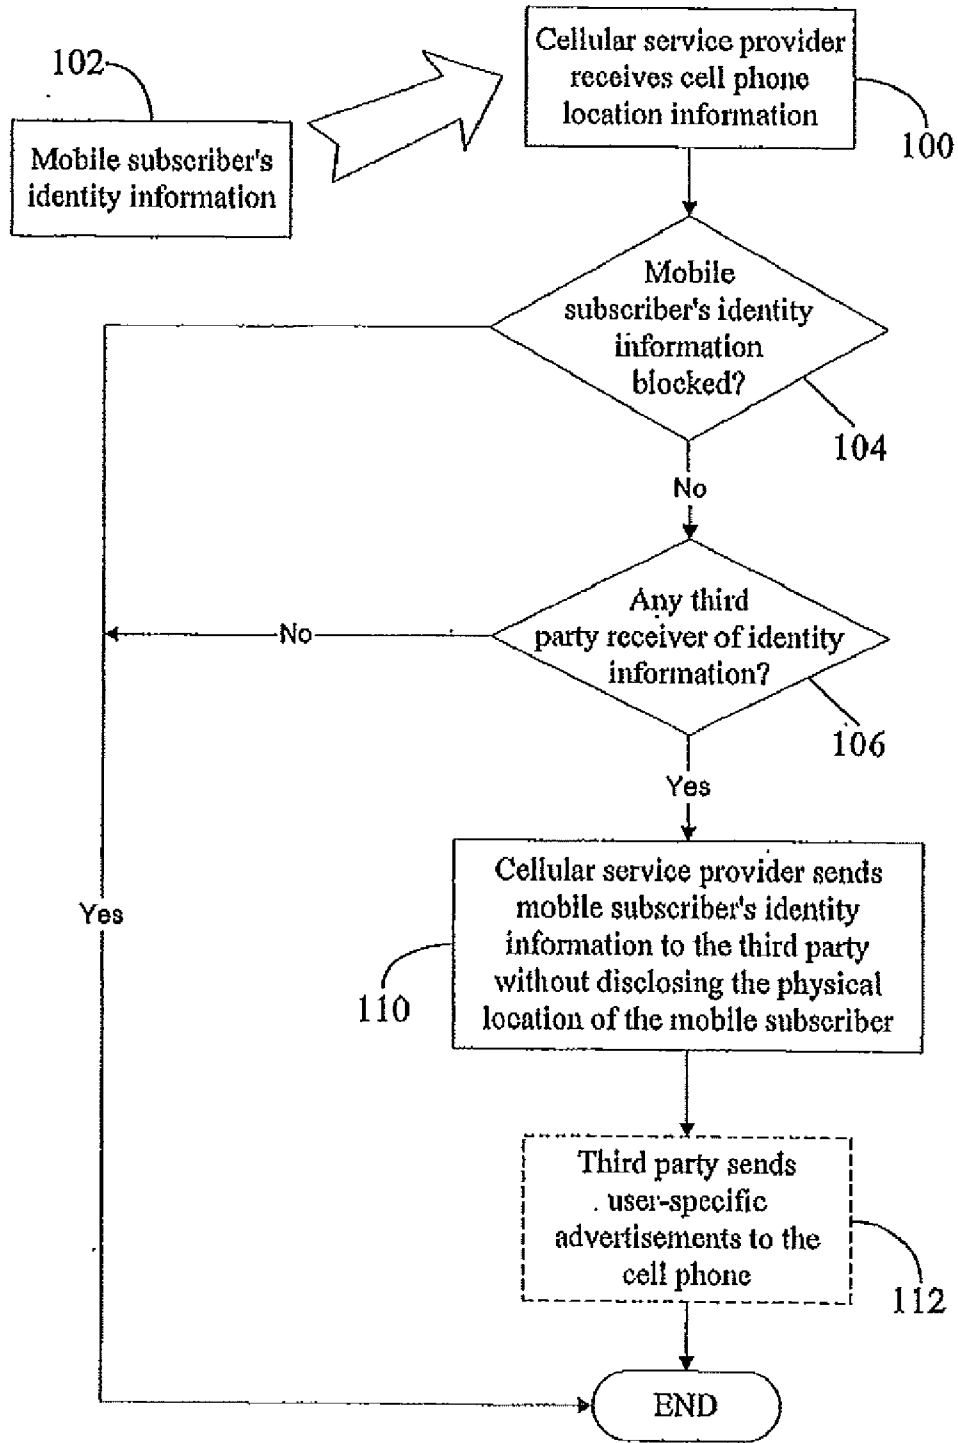 102
Mobile subscriber's
identity information
Cellular service provider
receives cell phone
location information
100
Mobile
subscriber's identity
information
blocked?
104
No
Any third
party receiver of identity
information?
106
No
Yes
Cellular service provider sends
mobile subscriber's identity
information to the third party
without disclosing the physical
location of the mobile subscriber
110
Yes
Third party sends
user-specific
advertisements to the
cell phone
112
END